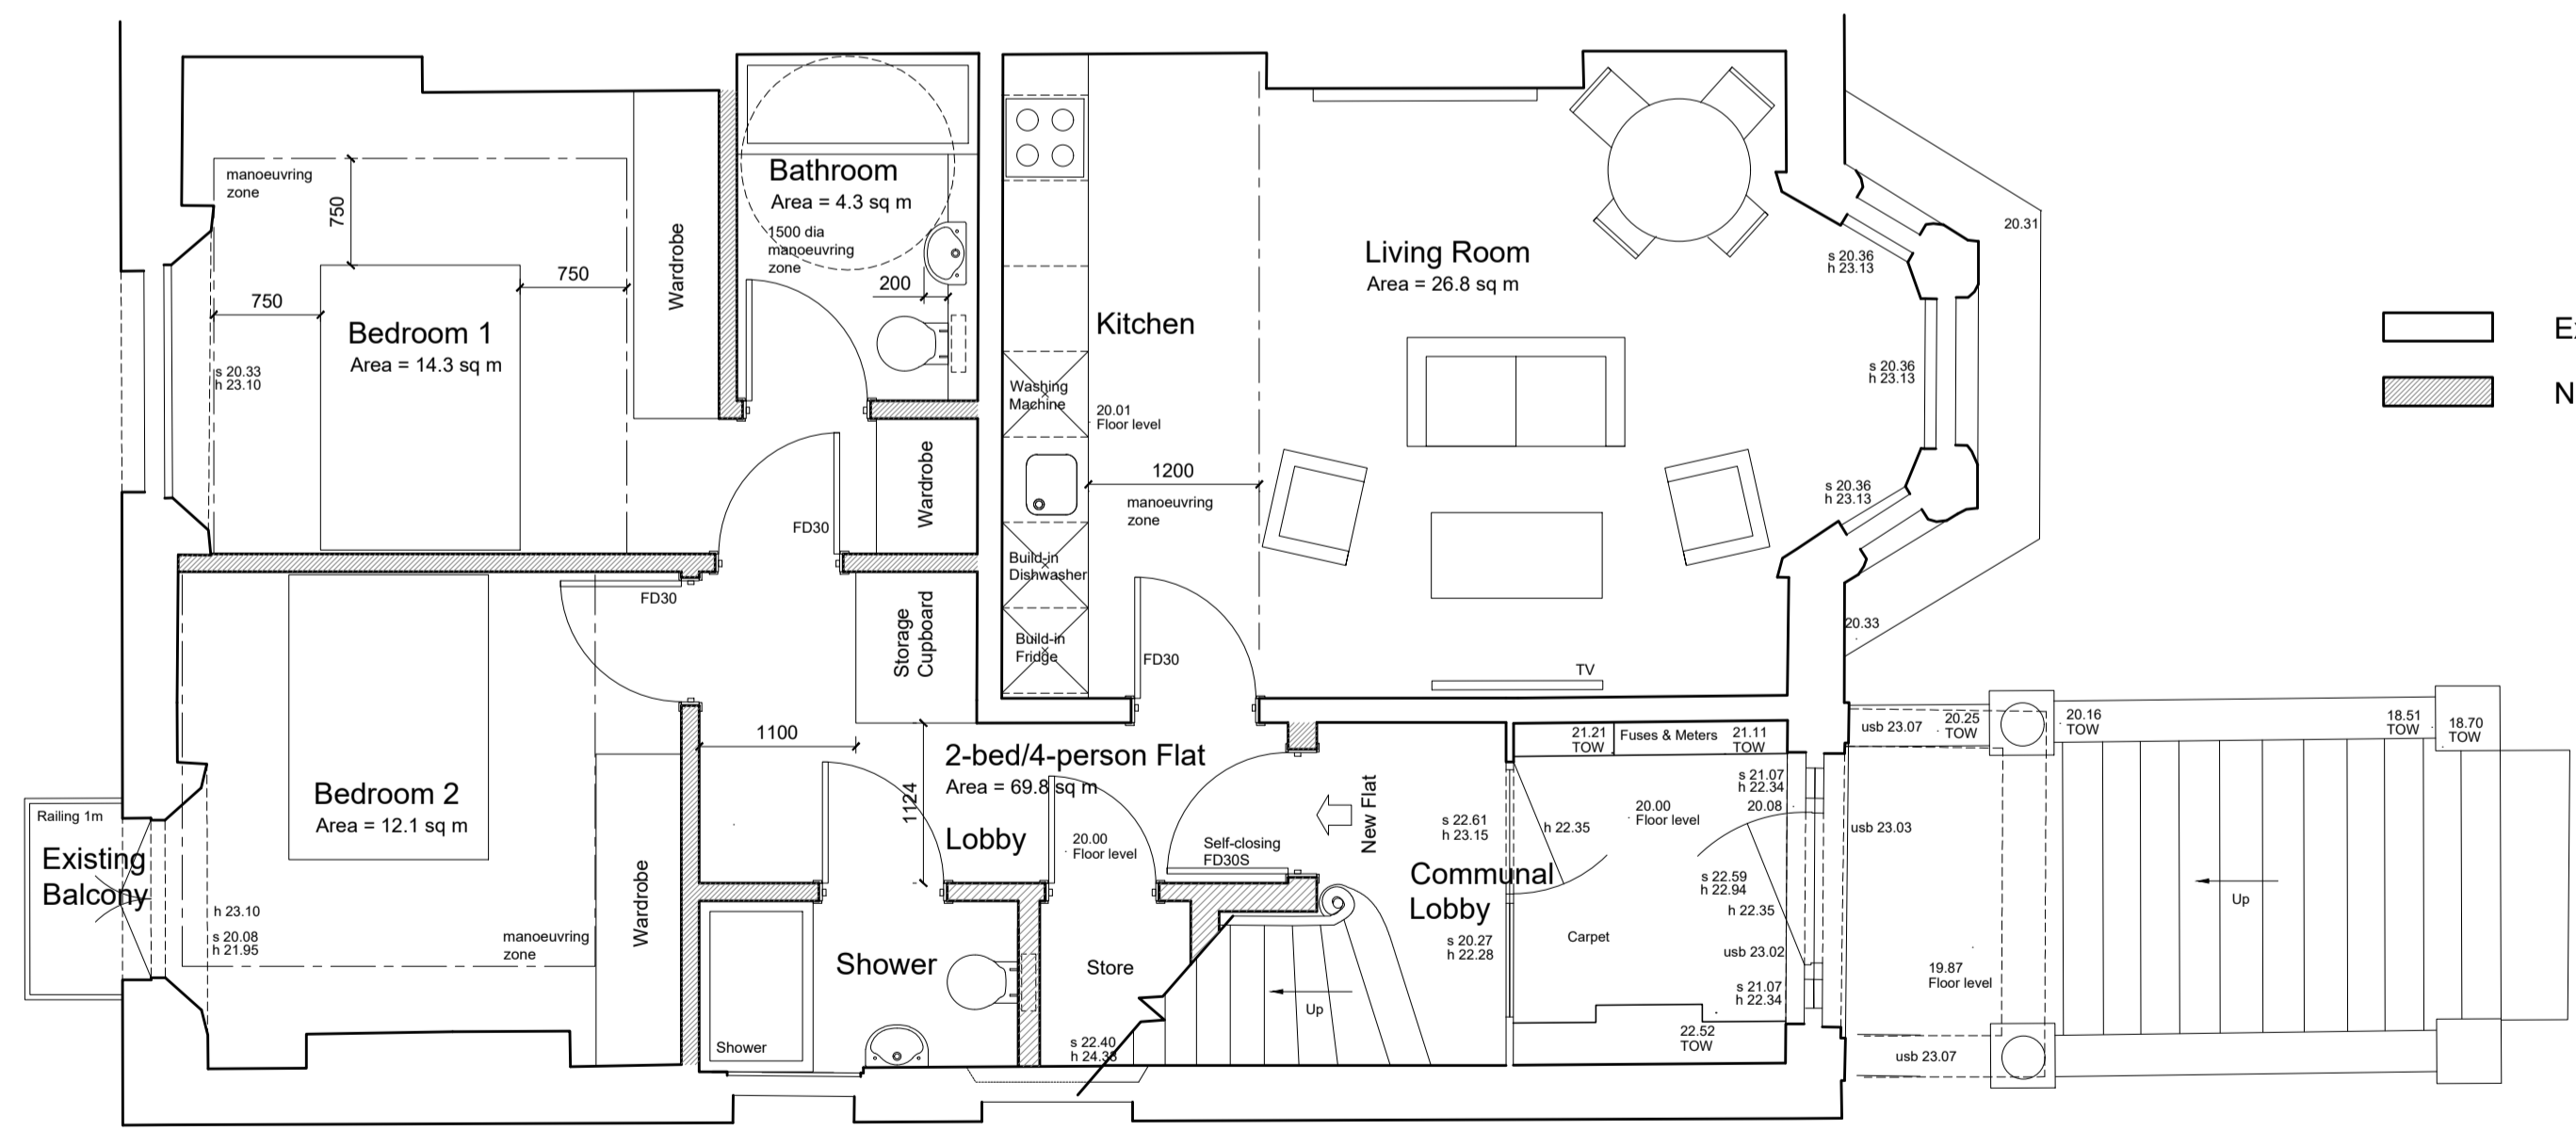 manoeuvring
zone
750
750
750
Bedroom 1
Area = 14.3 sq m
s 20.33
h 23.10
Wardrobe
Bathroom
Area = 4.3 sq m
1500 dia
manoeuvring
zone
200
Wardrobe
FD30
Kitchen
Washing
Machine
20.01
Floor level
1200
manoeuvring
zone
Build-in
Dishwasher
Build-in
Fridge
FD30
Living Room
Area = 26.8 sq m
TV
s 20.36
h 23.13
s 20.36
h 23.13
s 20.36
h 23.13
20.31
20.33
FD30
Storage
Cupboard
Bedroom 2
Area = 12.1 sq m
Railing 1m
Existing
Balcony
h 23.10
s 20.08
h 21.95
manoeuvring
zone
Wardrobe
1100
1124
2-bed/4-person Flat
Area = 69.8 sq m
Lobby
20.00
Floor level
Self-closing
FD30S
New Flat
Shower
Shower
Store
s 22.40
h 24.33
Up
Communal
Lobby
s 22.61
h 23.15
s 20.27
h 22.28
21.21
TOW
Fuses & Meters
21.11
TOW
s 21.07
h 22.34
20.08
20.00
Floor level
h 22.35
s 22.59
h 22.94
h 22.35
Carpet
usb 23.02
s 21.07
h 22.34
22.52
TOW
usb 23.07
20.25
TOW
20.16
TOW
18.51
TOW
18.70
TOW
usb 23.03
Up
19.87
Floor level
usb 23.07